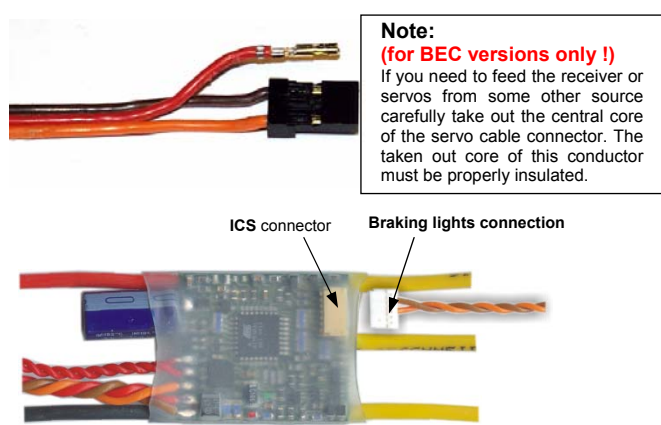 Note:
(for BEC versions only !)
If you need to feed the receiver or
servos from some other source
carefully take out the central core
of the servo cable connector. The
taken out core of this conductor
must be properly insulated.
ICS connector
Braking lights connection